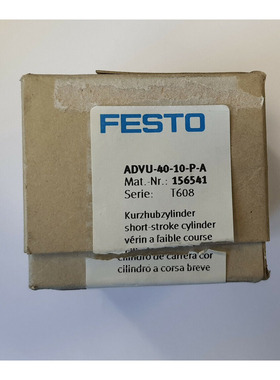 FESTO
ADVU-40-10-P-A
Mat.-Nr.: 156541
Serie: T608
Kurzhubzylinder
short-stroke cylinder
vérin a faible course
cilindro de carrera cor
cilindro a corsa breve